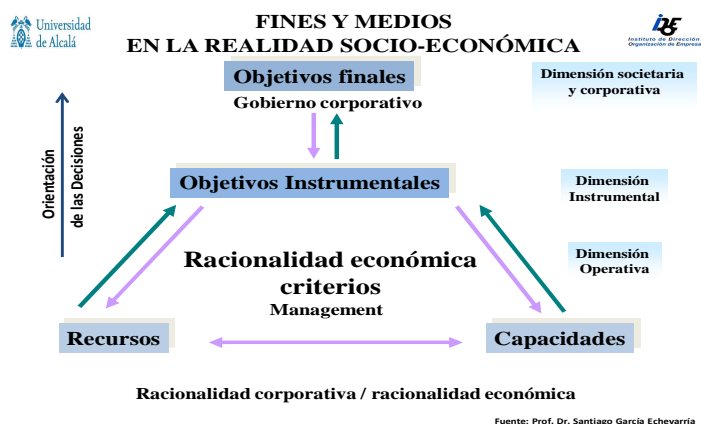 Universidad
de Alcalá
FINES Y MEDIOS
EN LA REALIDAD SOCIO-ECONÓMICA
Instituto de Dirección
Organización de Empresa
Objetivos finales
Gobierno corporativo
Dimensión societaria
y corporativa
Orientación
de las Decisiones
Objetivos Instrumentales
Dimensión
Instrumental
Racionalidad económica
criterios
Management
Dimensión
Operativa
Recursos
Capacidades
Racionalidad corporativa / racionalidad económica
Fuente: Prof. Dr. Santiago García Echevarría